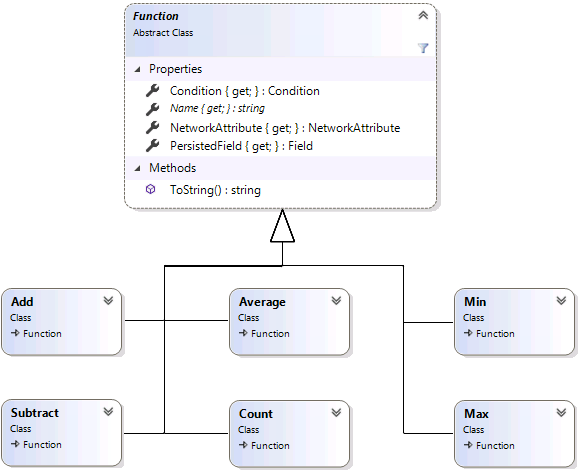 Function
Abstract Class
Properties
Condition { get; } : Condition
Name { get; } : string
NetworkAttribute { get; } : NetworkAttribute
PersistedField { get; } : Field
Methods
ToString() : string
Add
Class
Function
Average
Class
Function
Min
Class
Function
Subtract
Class
Function
Count
Class
Function
Max
Class
Function